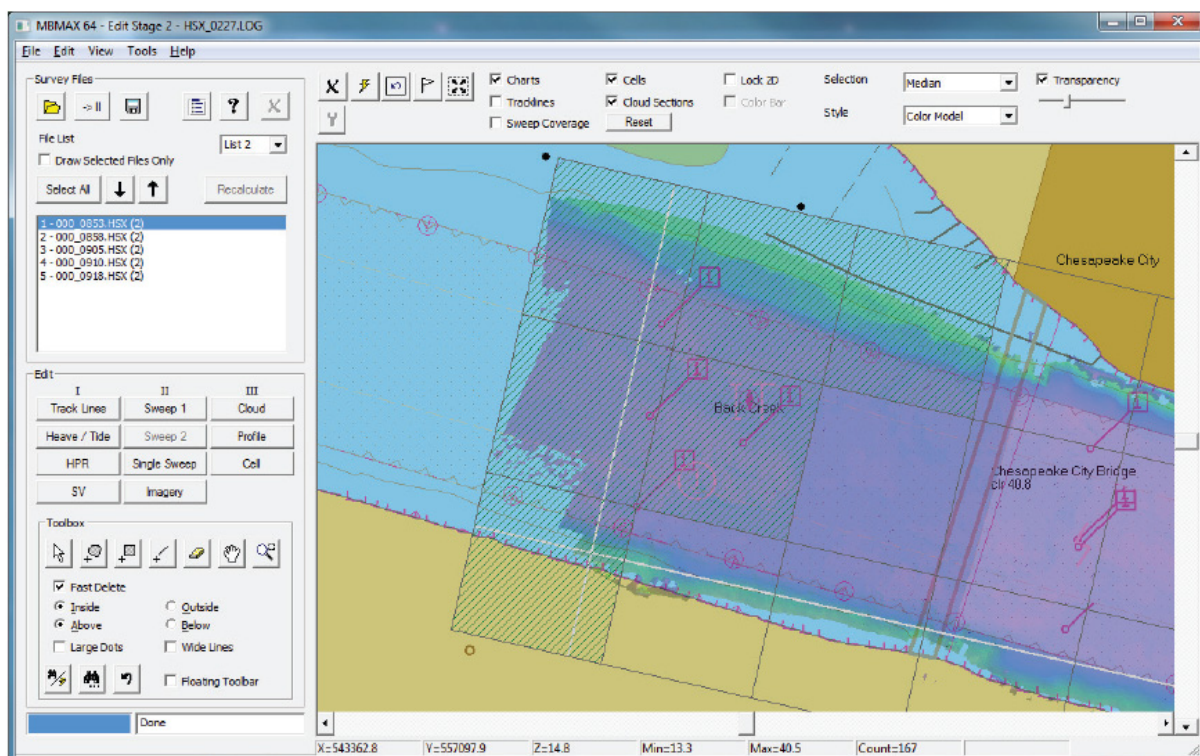 MBMAX 64 - Edit Stage 2 - HSX_0227.LOG
File Edit View Tools Help
Survey Files
-> II
?
X
File List
List 2
Draw Selected Files Only
Select All
Recalculate
1 - 000_0853.HSX (2)
2 - 000_0858.HSX (2)
3 - 000_0905.HSX (2)
4 - 000_0910.HSX (2)
5 - 000_0918.HSX (2)
Edit
I II III
Track Lines Sweep 1 Cloud
Heave / Tide Sweep 2 Profile
HPR Single Sweep Cell
SV Imagery
Toolbox
Fast Delete
Inside Outside
Above Below
Large Dots Wide Lines
Floating Toolbar
Done
Charts Cells Lock 2D Selection Median Transparency
Tracklines Cloud Sections Color Bar
Sweep Coverage Reset Style Color Model
Chesapeake City
Back Creek
Chesapeake City Bridge
clr 40.8
X=543362.8 Y=557097.9 Z=14.8 Min=13.3 Max=40.5 Count=167